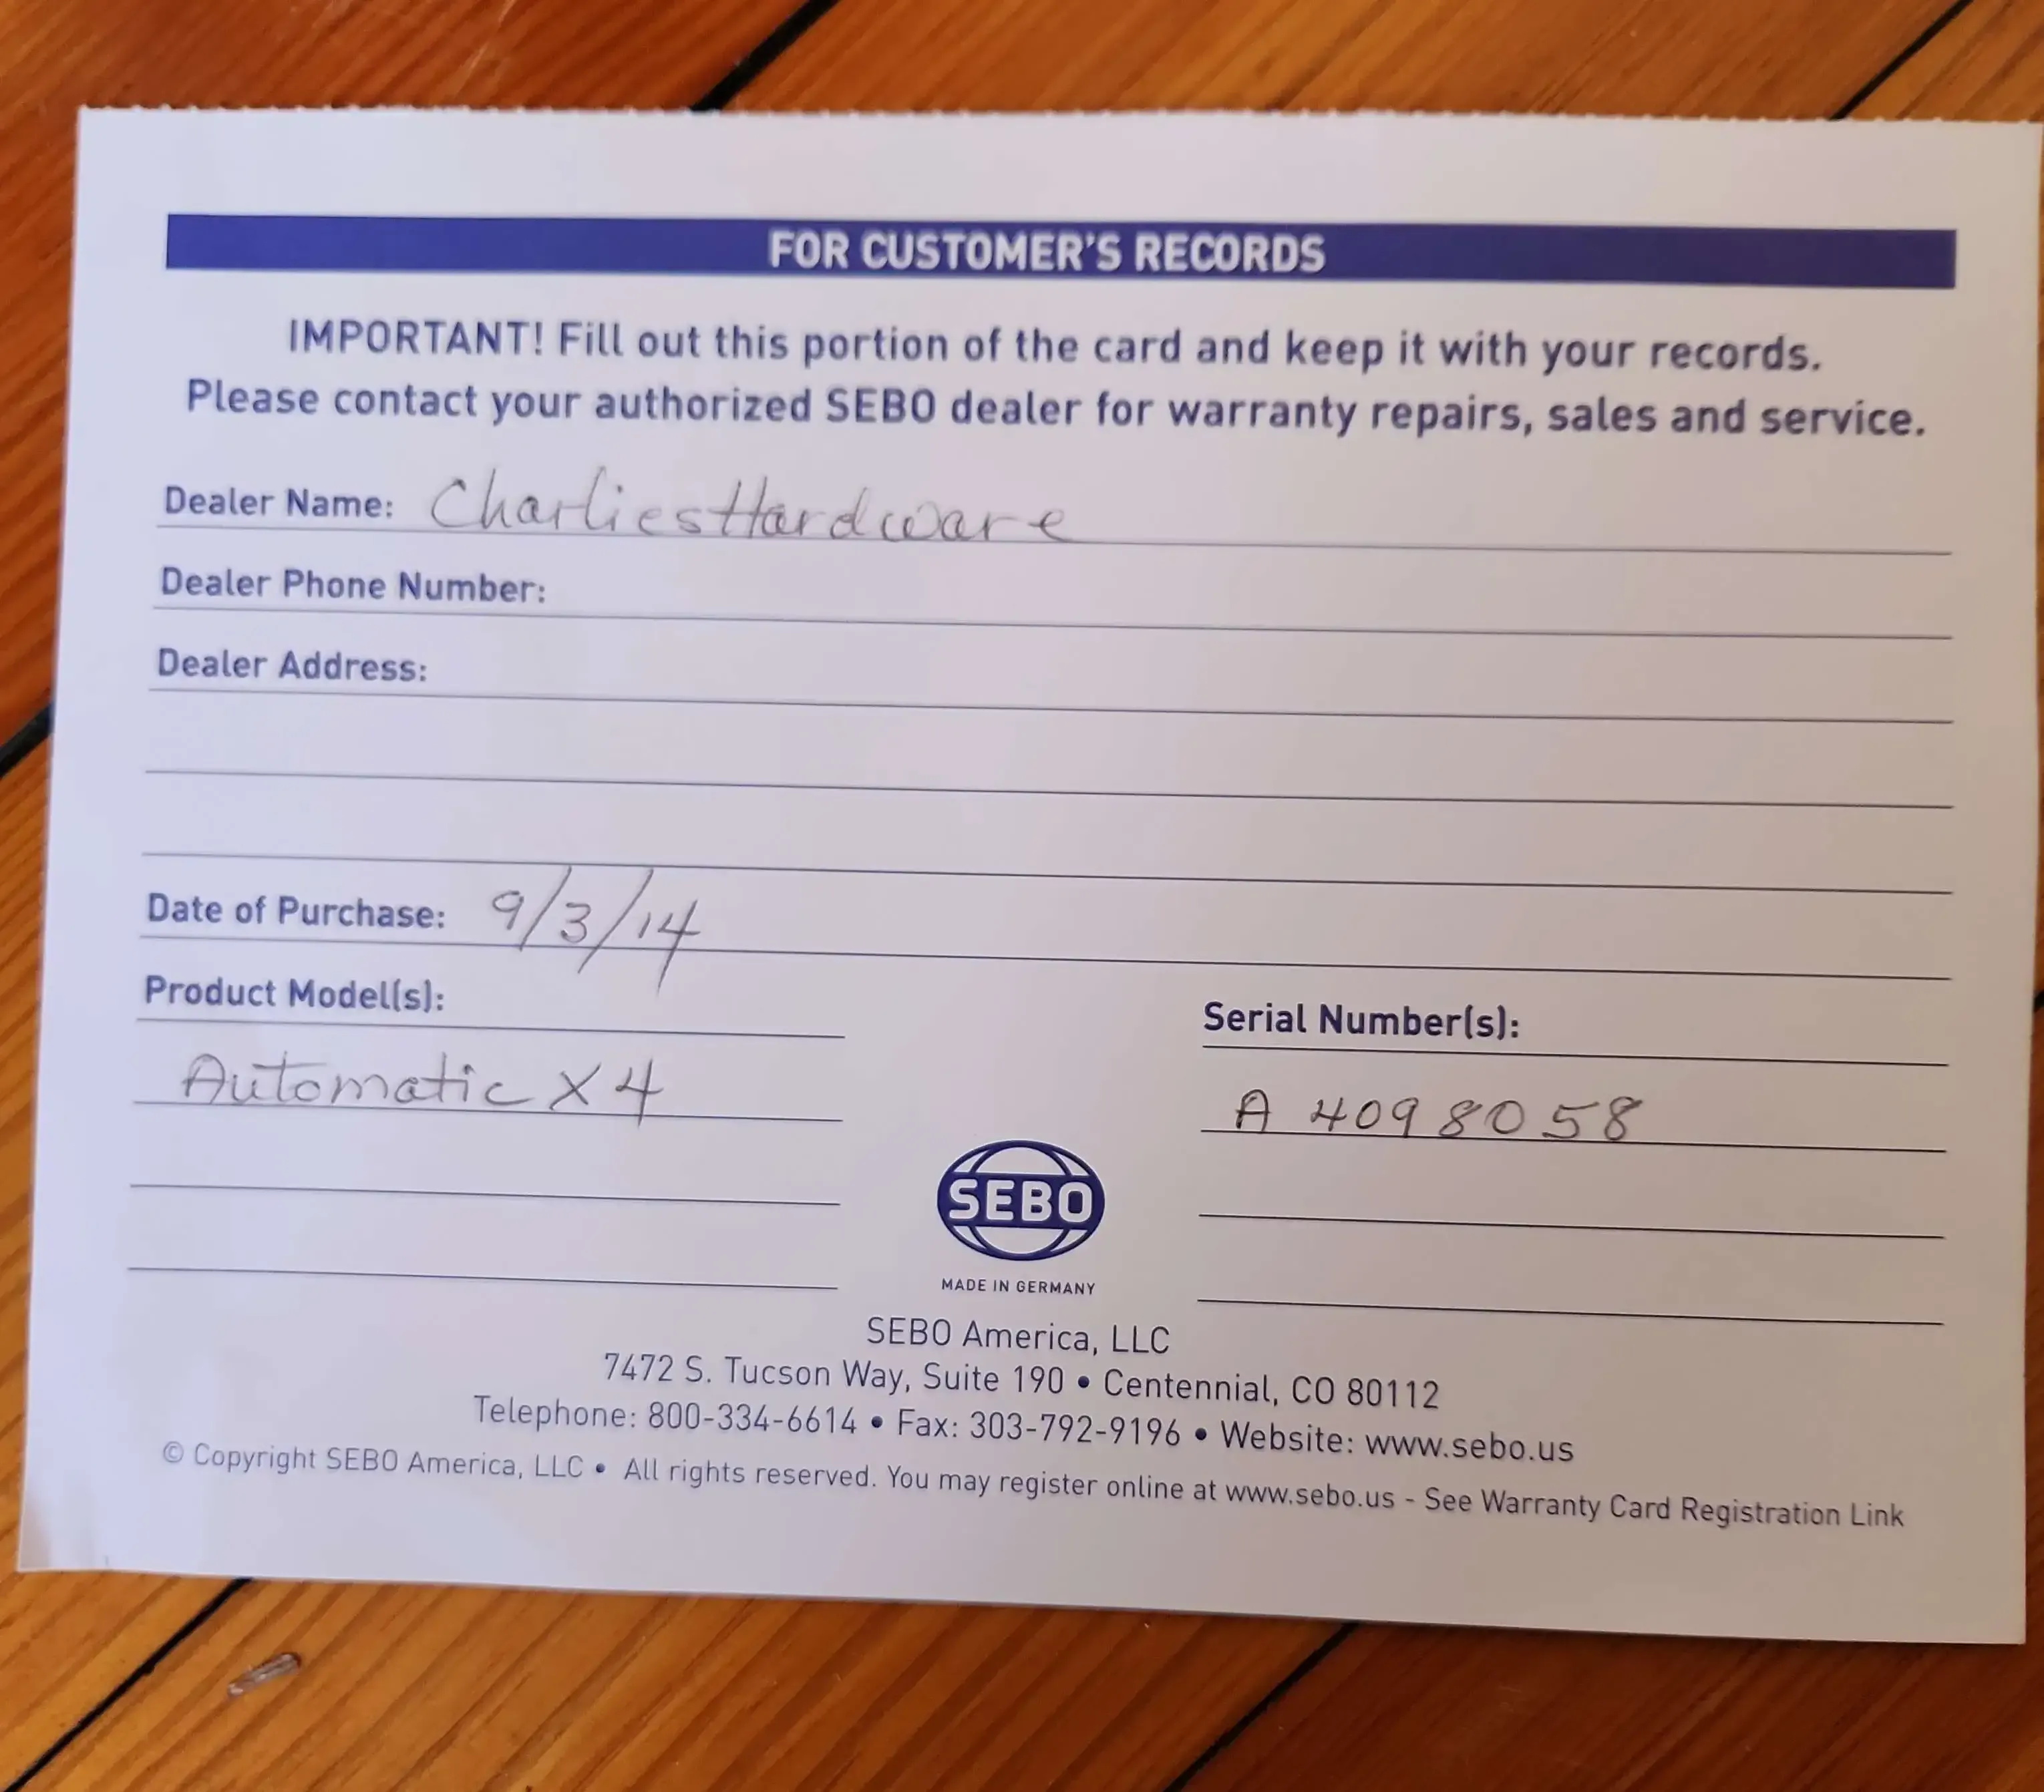 FOR CUSTOMER'S RECORDS
IMPORTANT! Fill out this portion of the card and keep it with your records.
Please contact your authorized SEBO dealer for warranty repairs, sales and service.
Dealer Name: Charlies Hardware
Dealer Phone Number:
Dealer Address:
Date of Purchase: 9/3/14
Product Model(s):
Automatic X4
Serial Number(s):
A 4098058
SEBO
MADE IN GERMANY
SEBO America, LLC
7472 S. Tucson Way, Suite 190 • Centennial, CO 80112
Telephone: 800-334-6614 • Fax: 303-792-9196 • Website: www.sebo.us
© Copyright SEBO America, LLC • All rights reserved. You may register online at www.sebo.us - See Warranty Card Registration Link